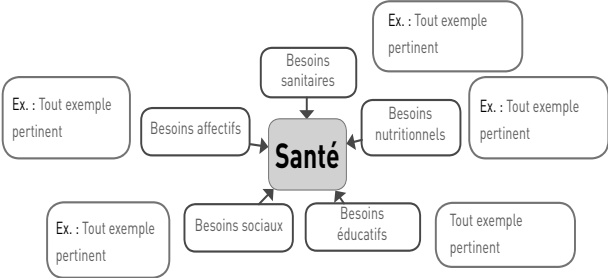 Ex. : Tout exemple
pertinent
Besoins
sanitaires
Ex. : Tout exemple
pertinent
Besoins affectifs
Besoins
nutritionnels
Ex. : Tout exemple
pertinent
Santé
Ex. : Tout exemple
pertinent
Besoins sociaux
Besoins
éducatifs
Tout exemple
pertinent